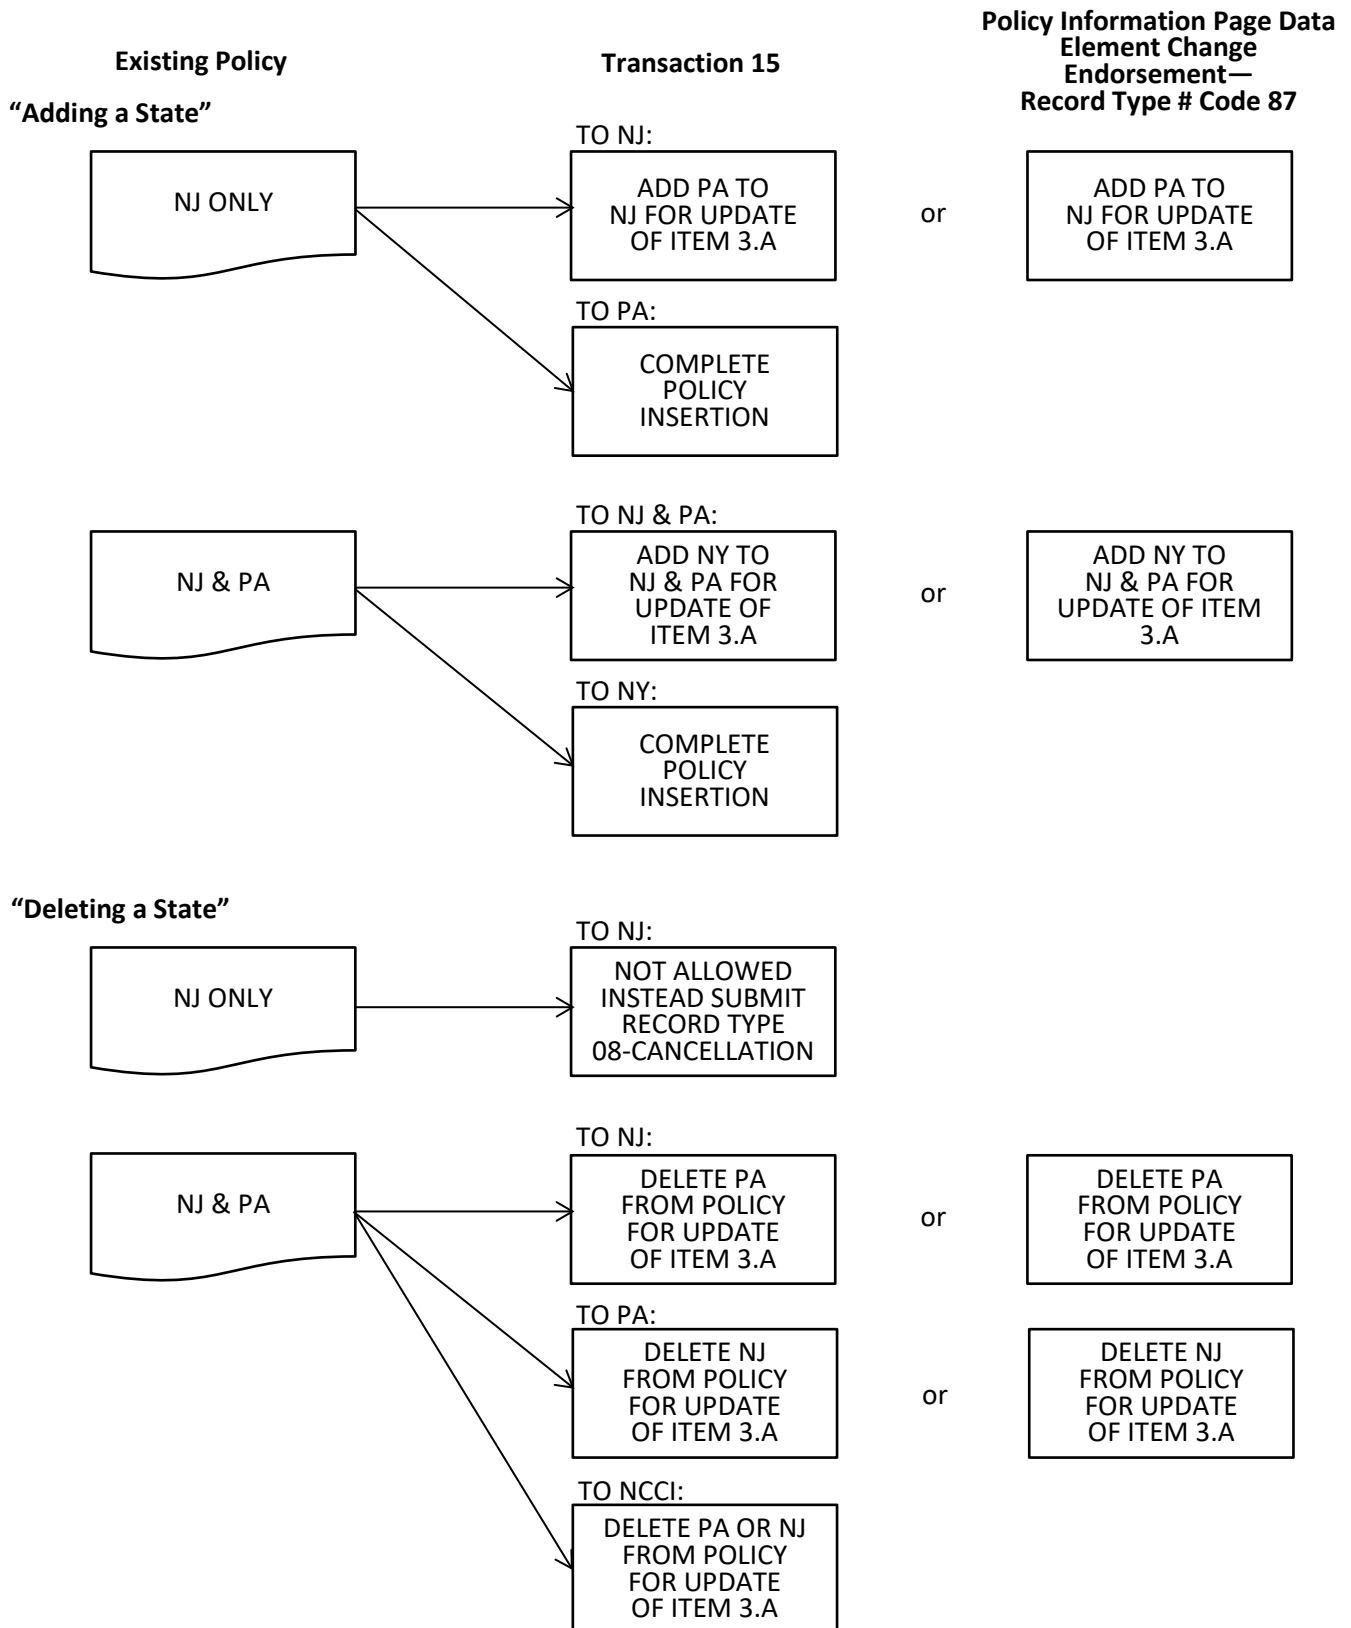 Existing Policy
Transaction 15
Policy Information Page Data
Element Change
Endorsement—
Record Type # Code 87
“Adding a State”
NJ ONLY
TO NJ:
ADD PA TO
NJ FOR UPDATE
OF ITEM 3.A
or
ADD PA TO
NJ FOR UPDATE
OF ITEM 3.A
TO PA:
COMPLETE
POLICY
INSERTION
NJ & PA
TO NJ & PA:
ADD NY TO
NJ & PA FOR
UPDATE OF
ITEM 3.A
or
ADD NY TO
NJ & PA FOR
UPDATE OF ITEM
3.A
TO NY:
COMPLETE
POLICY
INSERTION
“Deleting a State”
NJ ONLY
TO NJ:
NOT ALLOWED
INSTEAD SUBMIT
RECORD TYPE
08-CANCELLATION
NJ & PA
TO NJ:
DELETE PA
FROM POLICY
FOR UPDATE
OF ITEM 3.A
or
DELETE PA
FROM POLICY
FOR UPDATE
OF ITEM 3.A
TO PA:
DELETE NJ
FROM POLICY
FOR UPDATE
OF ITEM 3.A
or
DELETE NJ
FROM POLICY
FOR UPDATE
OF ITEM 3.A
TO NCCI:
DELETE PA OR NJ
FROM POLICY
FOR UPDATE
OF ITEM 3.A